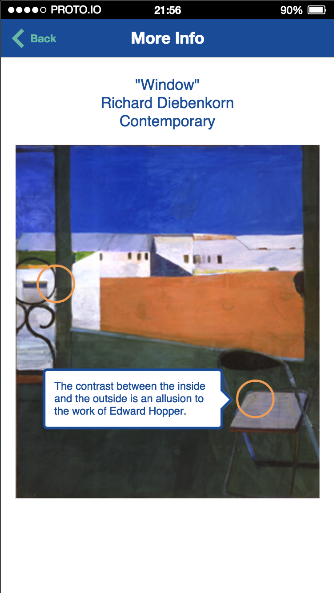 PROTO.IO 21:56 90%
Back More Info
"Window"
Richard Diebenkorn
Contemporary
The contrast between the inside
and the outside is an allusion to
the work of Edward Hopper.